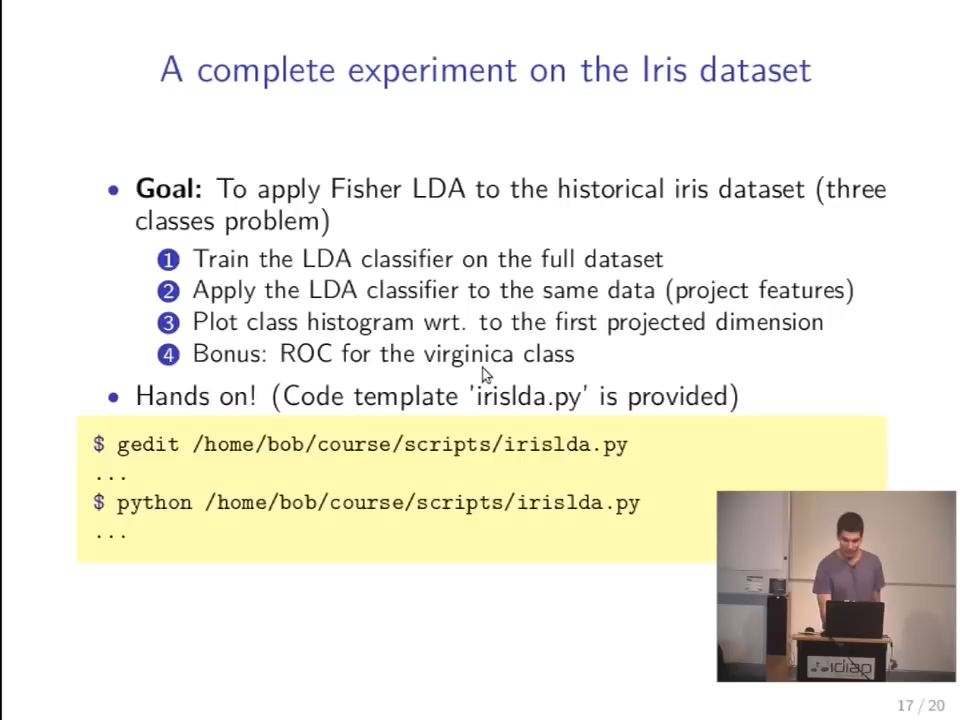 A complete experiment on the Iris dataset
• Goal: To apply Fisher LDA to the historical iris dataset (three
classes problem)
1 Train the LDA classifier on the full dataset
2 Apply the LDA classifier to the same data (project features)
3 Plot class histogram wrt. to the first projected dimension
4 Bonus: ROC for the virginica class
• Hands on! (Code template 'irislda.py' is provided)
$ gedit /home/bob/course/scripts/irislda.py
...
$ python /home/bob/course/scripts/irislda.py
...
idiap
17 / 20